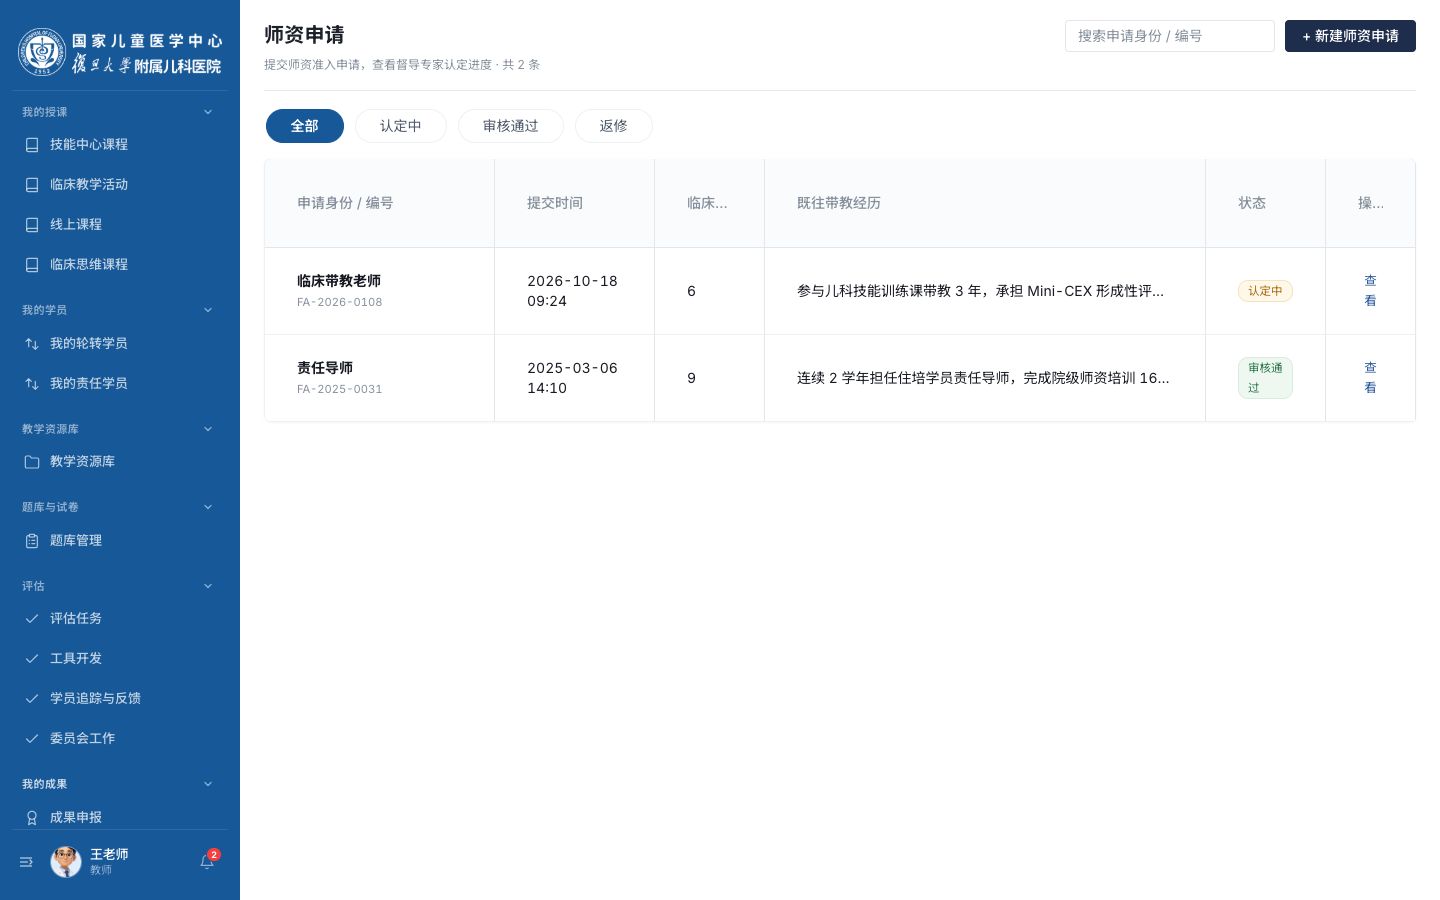 国家儿童医学中心
復旦大学附属儿科医院
1952
我的授课
技能中心课程
临床教学活动
线上课程
临床思维课程
我的学员
我的轮转学员
我的责任学员
教学资源库
教学资源库
题库与试卷
题库管理
评估
评估任务
工具开发
学员追踪与反馈
委员会工作
我的成果
成果申报
王老师
教师
2
师资申请
提交师资准入申请，查看督导专家认定进度 · 共 2 条
搜索申请身份 / 编号
+ 新建师资申请
全部 认定中 审核通过 返修
申请身份 / 编号 提交时间 临床... 既往带教经历 状态 操...
临床带教老师
FA-2026-0108
2026-10-18
09:24
6
参与儿科技能训练课带教 3 年，承担 Mini-CEX 形成性评...
认定中
查
看
责任导师
FA-2025-0031
2025-03-06
14:10
9
连续 2 学年担任住培学员责任导师，完成院级师资培训 16...
审核通
过
查
看